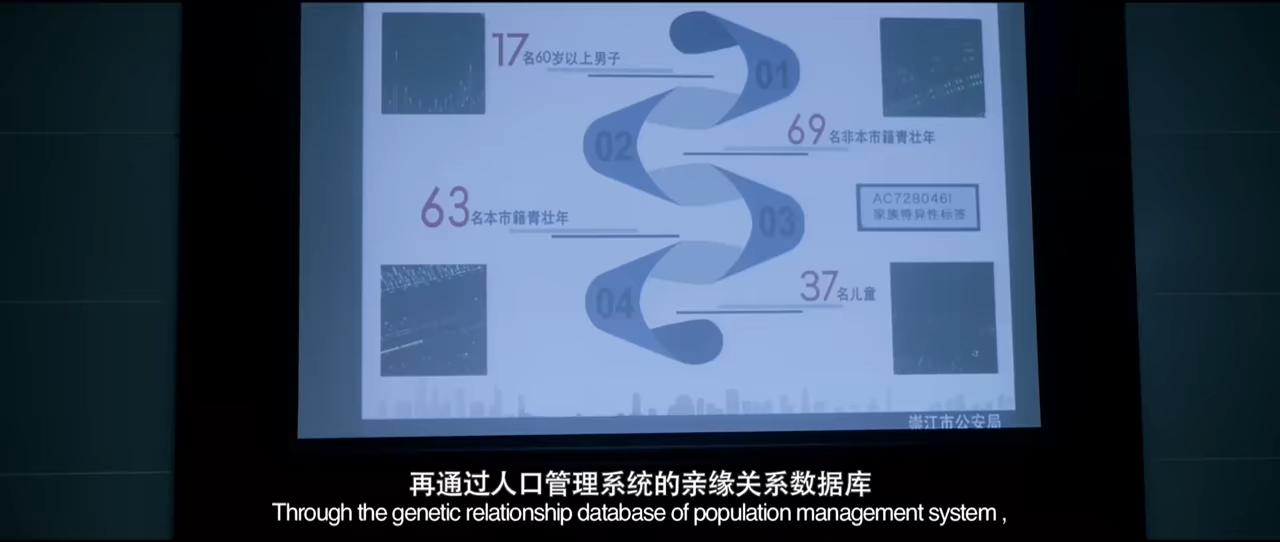 17名60岁以上男子
01
69名非本市籍青壮年
02
AC728046I
家族特异性标签
63名本市籍青壮年
03
37名儿童
04
崇江市公安局
再通过人口管理系统的亲缘关系数据库
Through the genetic relationship database of population management system ,